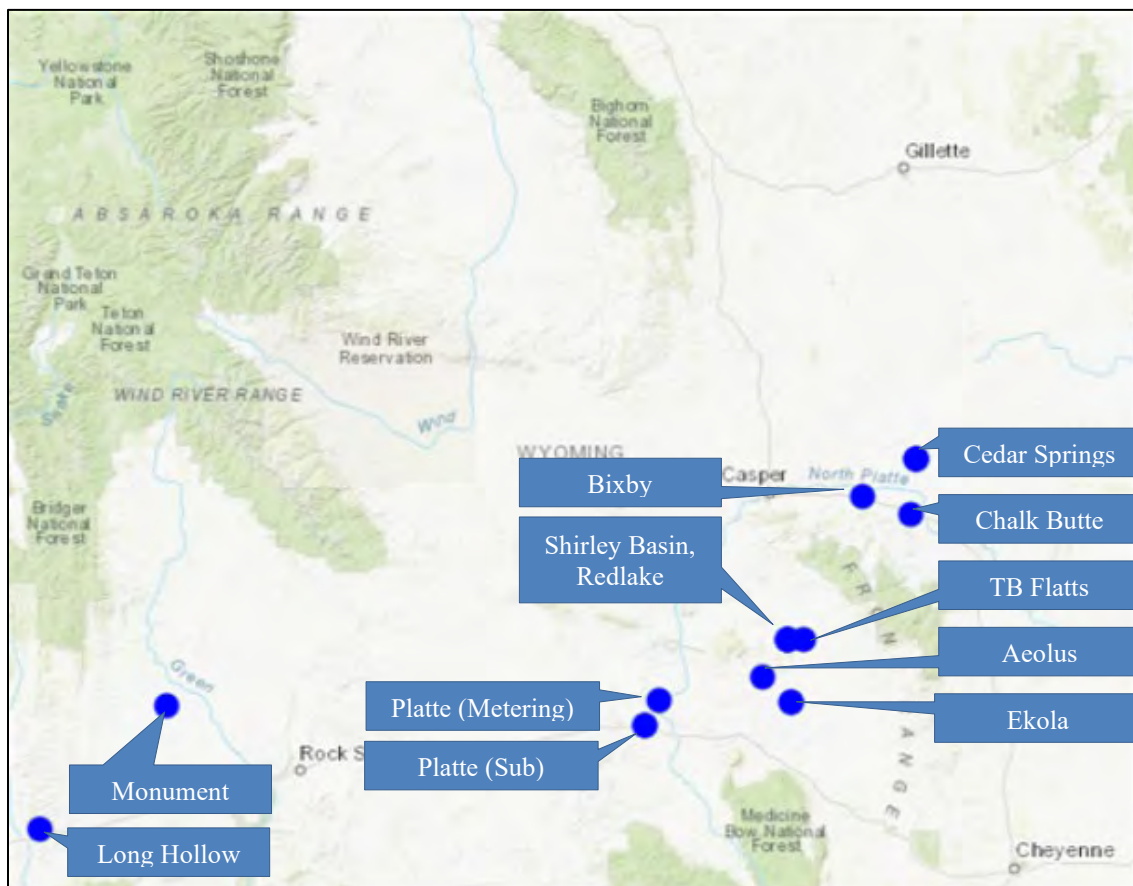 Yellowstone
National
Park
Shoshone
National
Forest
Bighorn
National
Forest
Gillette
ABSAROKA RANGE
Grand Teton
National
Park
Teton
National
Forest
Wind River
Reservation
WIND RIVER RANGE
Snake
Wind
WYOMING
Casper
North Platte
Cedar Springs
Bixby
Chalk Butte
Bridger
National
Forest
Shirley Basin,
Redlake
FRON
TB Flatts
Aeolus
Green
Platte (Metering)
Ekola
ANGE
Rock S
Platte (Sub)
Monument
Medicine
Bow National
Forest
Long Hollow
Cheyenne